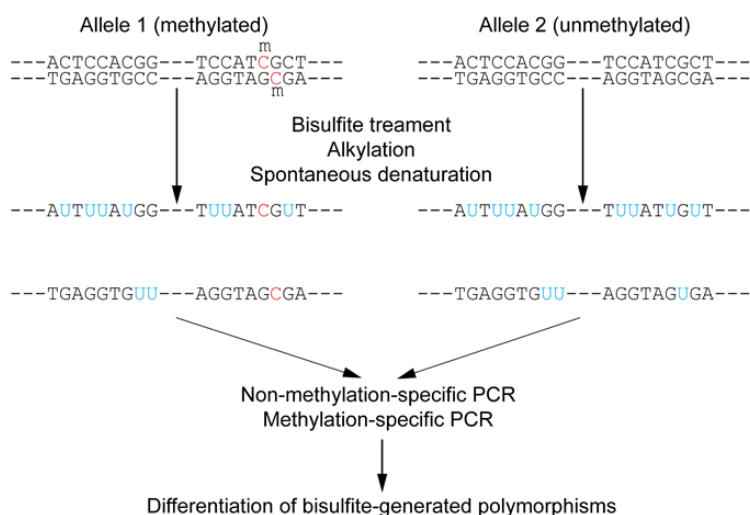 Allele 1 (methylated) Allele 2 (unmethylated)
m
---ACTCCACGG---TCCATCGCT--- ---ACTCCACGG---TCCATCGCT---
---TGAGGTGCC---AGGTAGCGA--- ---TGAGGTGCC---AGGTAGCGA---
m
Bisulfite treament
Alkylation
Spontaneous denaturation
---AUTUUAUGG---TUUATCGUT--- ---AUTUUAUGG---TUUATUGUT---
---TGAGGTGUU---AGGTAGCGA--- ---TGAGGTGUU---AGGTAGUGA---
Non-methylation-specific PCR
Methylation-specific PCR
Differentiation of bisulfite-generated polymorphisms